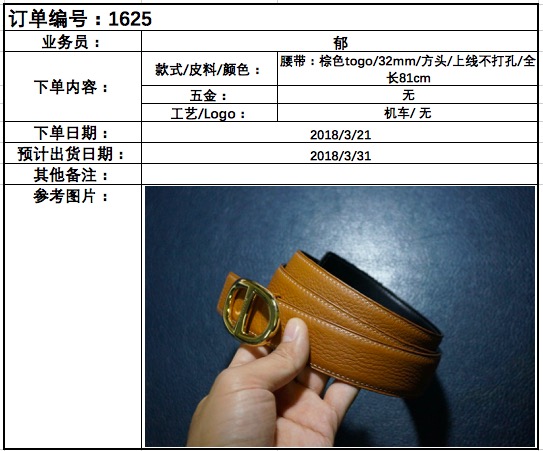 订单编号：1625
业务员：
郁
下单内容：
款式/皮料/颜色：
腰带：棕色togo/32mm/方头/上线不打孔/全
长81cm
五金：
无
工艺/Logo：
机车/ 无
下单日期：
2018/3/21
预计出货日期：
2018/3/31
其他备注：
参考图片：